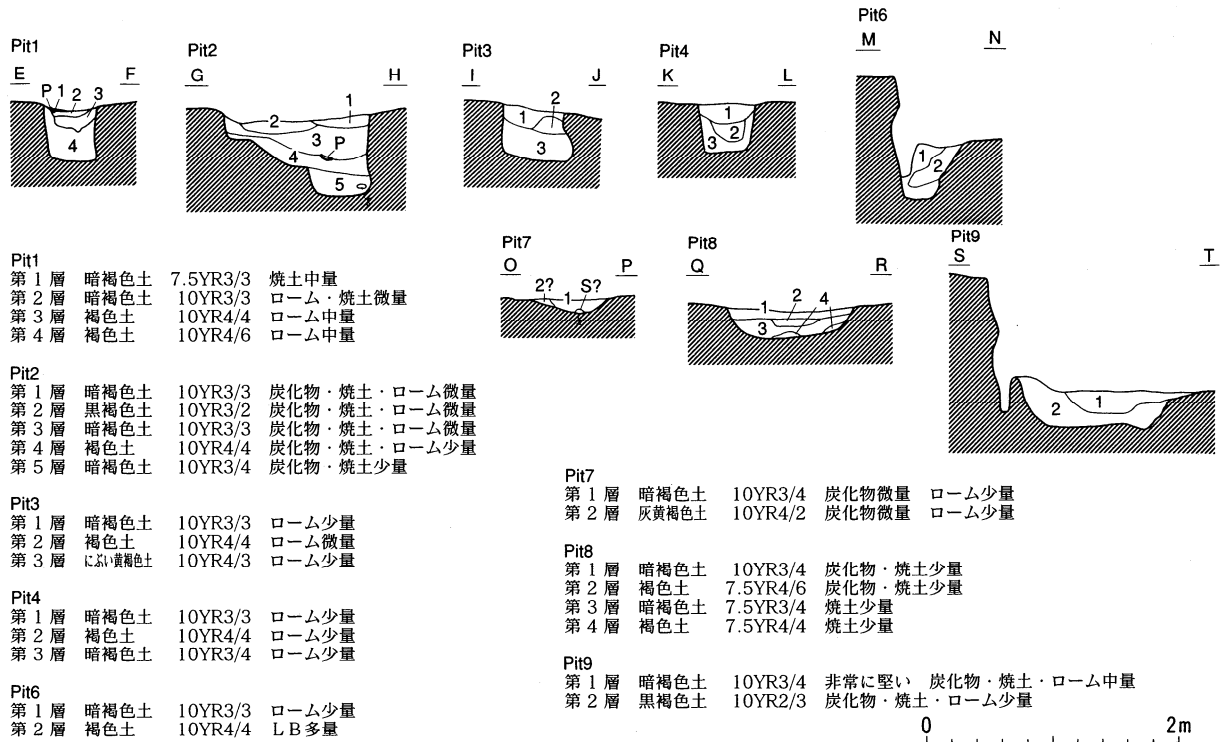 Pit1
E F
P 1 2 3
4
Pit2
G H
1
2
3 P
4
5
Pit3
I J
2
1
3
Pit4
K L
1
2
3
Pit6
M N
1
2
Pit7
O P
2? 1 S?
Pit8
Q R
1 2 4
3
Pit9
S T
2 1
Pit1
第1層 暗褐色土 7.5YR3/3 焼土中量
第2層 暗褐色土 10YR3/3 ローム・焼土微量
第3層 褐色土 10YR4/4 ローム中量
第4層 褐色土 10YR4/6 ローム中量
Pit2
第1層 暗褐色土 10YR3/3 炭化物・焼土・ローム微量
第2層 黒褐色土 10YR3/2 炭化物・焼土・ローム微量
第3層 暗褐色土 10YR3/3 炭化物・焼土・ローム微量
第4層 褐色土 10YR4/4 炭化物・焼土・ローム少量
第5層 暗褐色土 10YR3/4 炭化物・焼土少量
Pit3
第1層 暗褐色土 10YR3/3 ローム少量
第2層 褐色土 10YR4/4 ローム微量
第3層 にぶい黄褐色土 10YR4/3 ローム少量
Pit4
第1層 暗褐色土 10YR3/3 ローム少量
第2層 褐色土 10YR4/4 ローム少量
第3層 暗褐色土 10YR3/4 ローム少量
Pit6
第1層 暗褐色土 10YR3/3 ローム少量
第2層 褐色土 10YR4/4 LB多量
Pit7
第1層 暗褐色土 10YR3/4 炭化物微量 ローム少量
第2層 灰黄褐色土 10YR4/2 炭化物微量 ローム少量
Pit8
第1層 暗褐色土 10YR3/4 炭化物・焼土少量
第2層 褐色土 7.5YR4/6 炭化物・焼土少量
第3層 暗褐色土 7.5YR3/4 焼土少量
第4層 褐色土 7.5YR4/4 焼土少量
Pit9
第1層 暗褐色土 10YR3/4 非常に堅い 炭化物・焼土・ローム中量
第2層 黒褐色土 10YR2/3 炭化物・焼土・ローム少量
0 2m